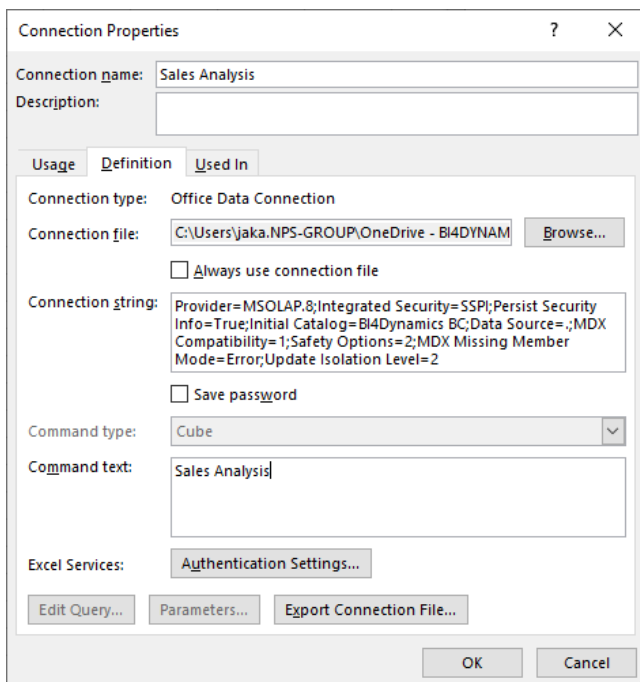 Connection Properties ?
Connection name: Sales Analysis
Description:
Usage Definition Used In
Connection type: Office Data Connection
Connection file: C:\Users\jaka.NPS-GROUP\OneDrive - BI4DYNAM Browse...
Always use connection file
Connection string: Provider=MSOLAP.8;Integrated Security=SSPI;Persist Security
Info=True;Initial Catalog=BI4Dynamics BC;Data Source=.;MDX
Compatibility=1;Safety Options=2;MDX Missing Member
Mode=Error;Update Isolation Level=2
Save password
Command type: Cube
Command text: Sales Analysis
Excel Services: Authentication Settings...
Edit Query... Parameters... Export Connection File...
OK Cancel